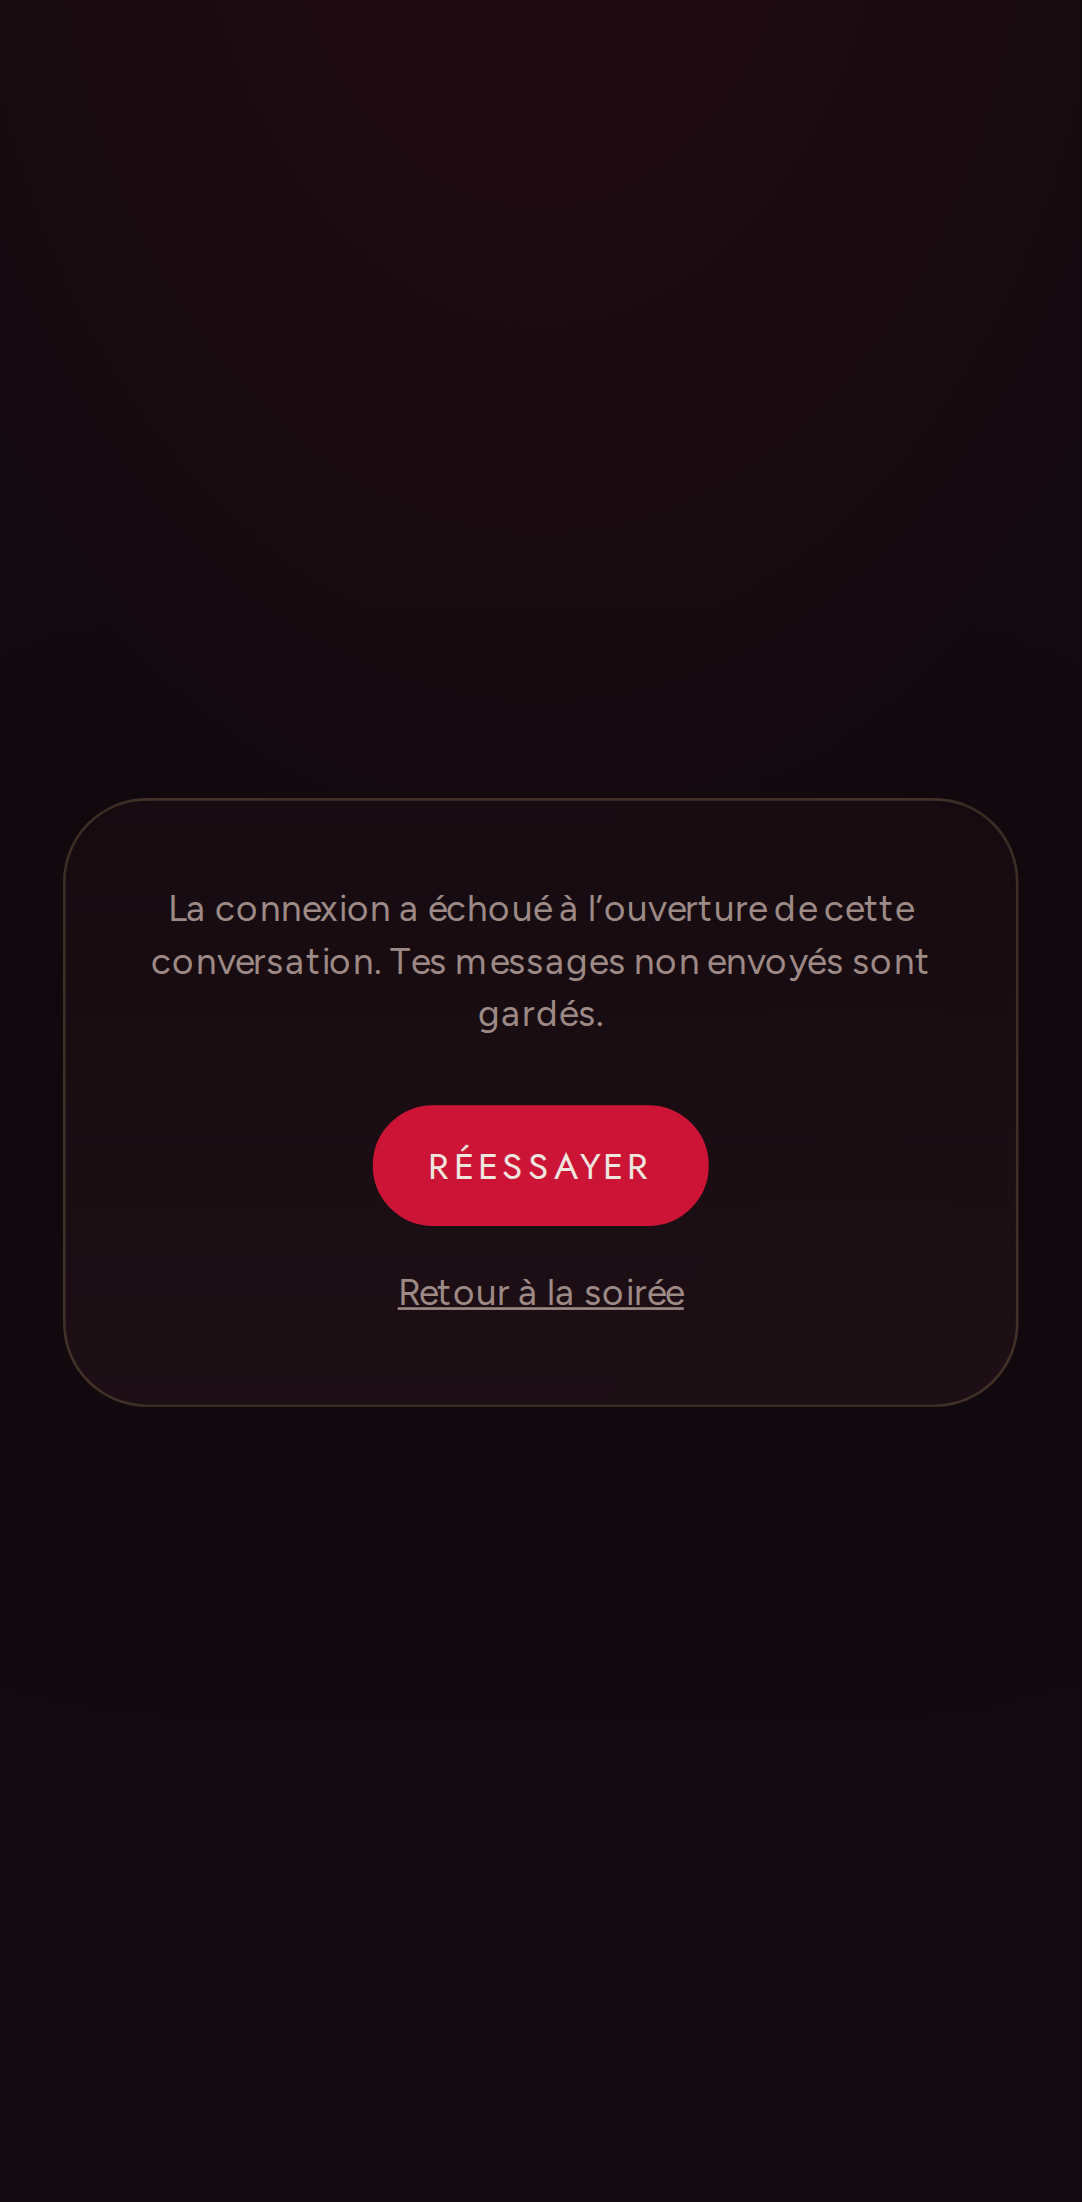 La connexion a échoué à l’ouverture de cette
conversation. Tes messages non envoyés sont
gardés.
RÉESSAYER
Retour à la soirée